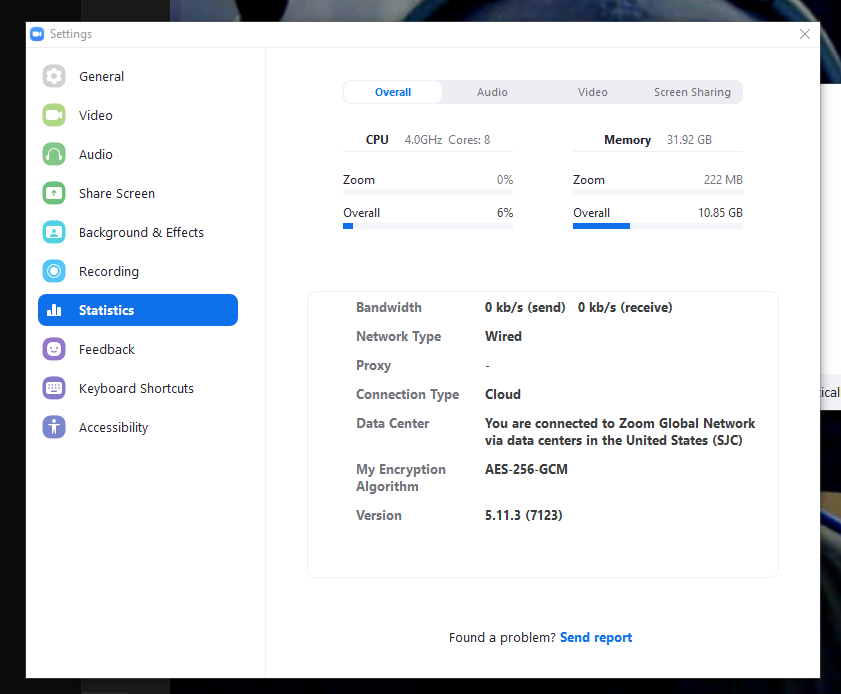 Settings
General
Video
Audio
Share Screen
Background & Effects
Recording
Statistics
Feedback
Keyboard Shortcuts
Accessibility
Overall Audio Video Screen Sharing
CPU 4.0GHz Cores: 8
Zoom 0%
Overall 6%
Memory 31.92 GB
Zoom 222 MB
Overall 10.85 GB
Bandwidth 0 kb/s (send) 0 kb/s (receive)
Network Type Wired
Proxy -
Connection Type Cloud
Data Center You are connected to Zoom Global Network
via data centers in the United States (SJC)
My Encryption AES-256-GCM
Algorithm
Version 5.11.3 (7123)
Found a problem? Send report